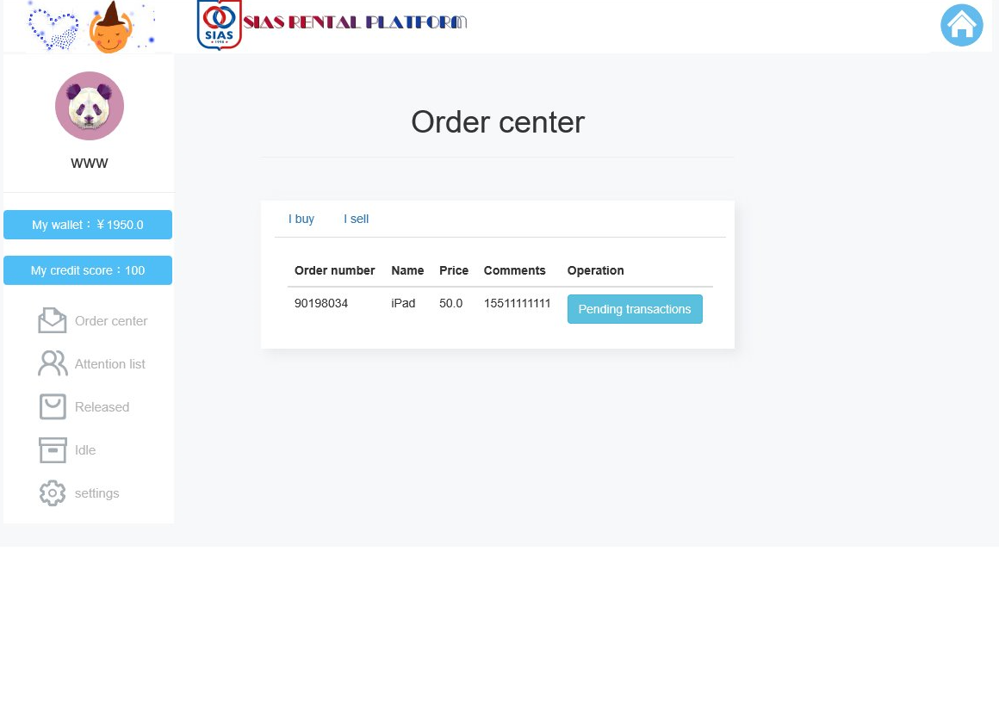 SIAS
1998
SIAS RENTAL PLATFORM
www
My wallet：￥1950.0
My credit score：100
Order center
Attention list
Released
Idle
settings
Order center
I buy I sell
Order number Name Price Comments Operation
90198034 iPad 50.0 15511111111 Pending transactions